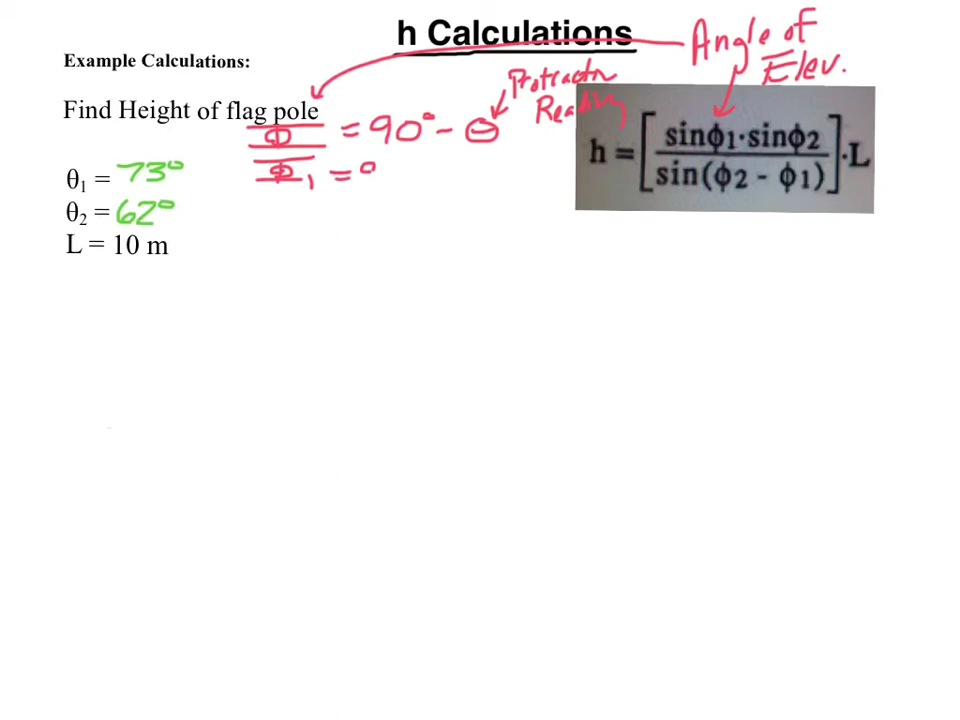 h Calculations
Angle of
Elev.
Example Calculations:
Protractor
Reading
Find Height of flag pole
Φ = 90° - Θ
h = [sinϕ1·sinϕ2 / sin(ϕ2 - ϕ1)]·L
Φ1 = 9
θ1 = 73°
θ2 = 62°
L = 10 m